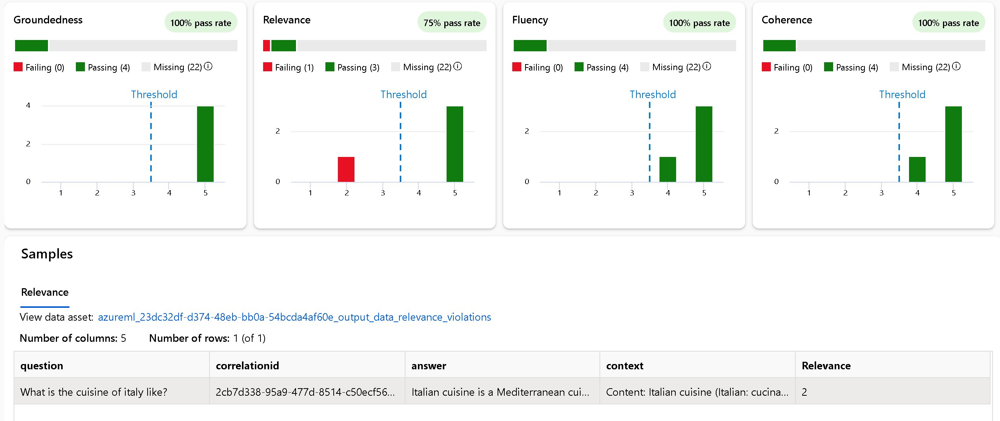 Groundedness
100% pass rate
Failing (0) Passing (4) Missing (22)
Threshold
4
2
0
1 2 3 4 5
Relevance
75% pass rate
Failing (1) Passing (3) Missing (22)
Threshold
2
0
1 2 3 4 5
Fluency
100% pass rate
Failing (0) Passing (4) Missing (22)
Threshold
2
0
1 2 3 4 5
Coherence
100% pass rate
Failing (0) Passing (4) Missing (22)
Threshold
2
0
1 2 3 4 5
Samples
Relevance
View data asset: azureml_23dc32df-d374-48eb-bb0a-54bcda4af60e_output_data_relevance_violations
Number of columns: 5 Number of rows: 1 (of 1)
question correlationid answer context Relevance
What is the cuisine of italy like? 2cb7d338-95a9-477d-8514-c50ecf56... Italian cuisine is a Mediterranean cui... Content: Italian cuisine (Italian: cucina... 2